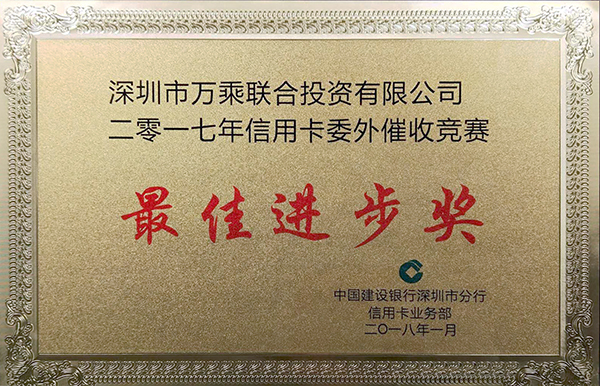 深圳市万乘联合投资有限公司
二零一七年信用卡委外催收竞赛
最佳进步奖
中国建设银行深圳市分行
信用卡业务部
二〇一八年一月